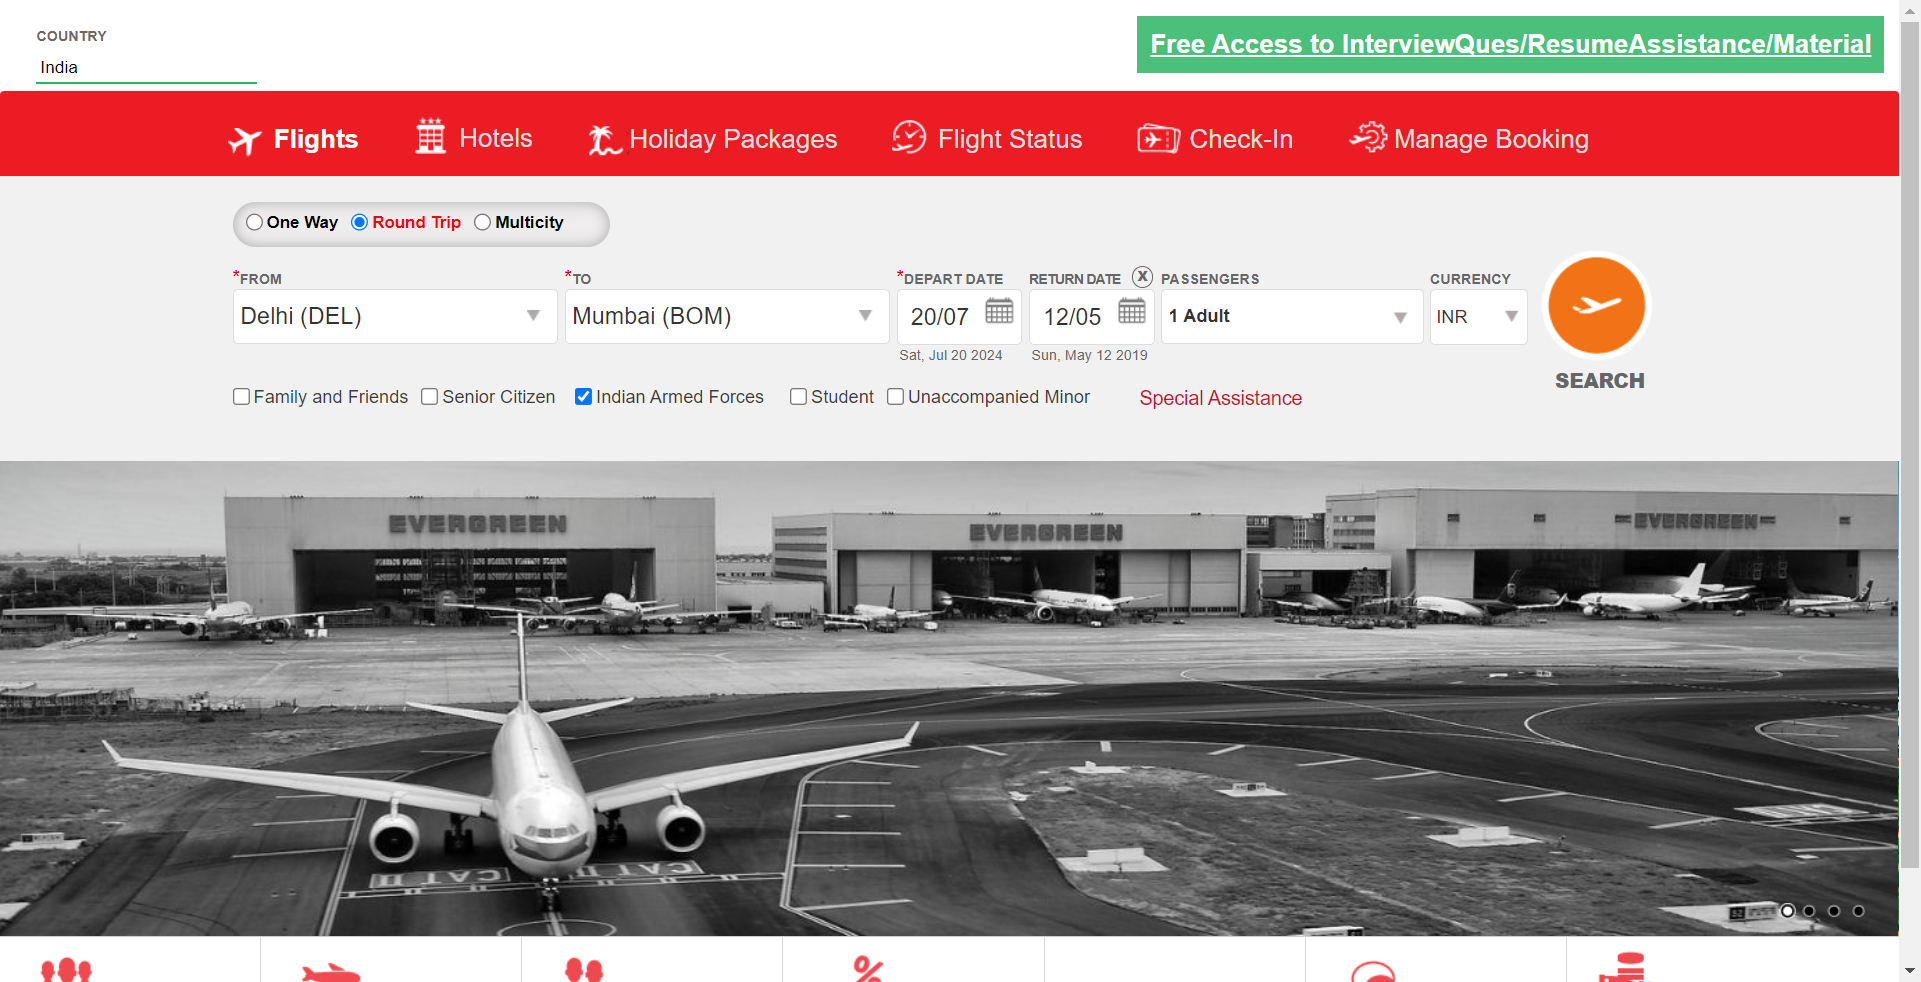 COUNTRY
India
Free Access to InterviewQues/ResumeAssistance/Material
Flights
Hotels
Holiday Packages
Flight Status
Check-In
Manage Booking
One Way
Round Trip
Multicity
*FROM
*TO
*DEPART DATE
RETURN DATE
X
PASSENGERS
CURRENCY
Delhi (DEL)
Mumbai (BOM)
20/07
12/05
1 Adult
INR
Sat, Jul 20 2024
Sun, May 12 2019
SEARCH
Family and Friends
Senior Citizen
Indian Armed Forces
Student
Unaccompanied Minor
Special Assistance
EVERGREEN
EVERGREEN
EVERGREEN
CAT III
CAT III